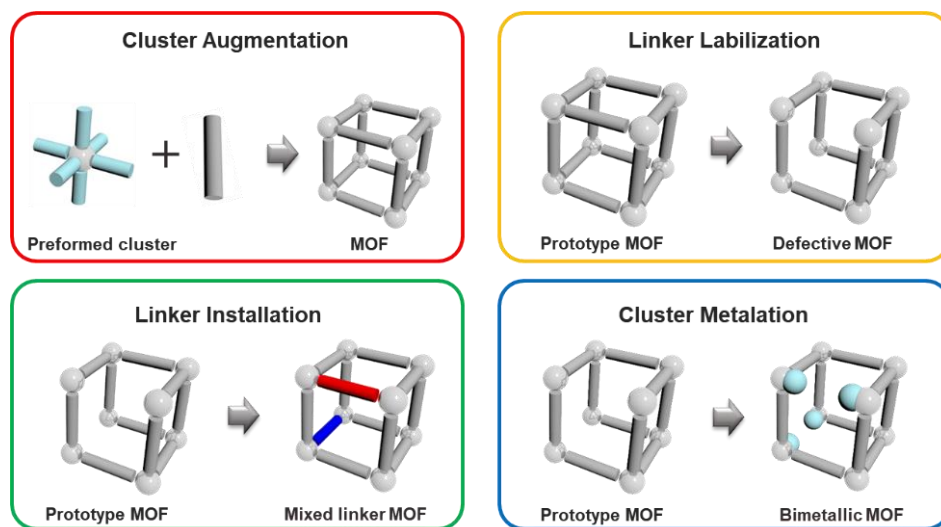 Cluster Augmentation
+
Preformed cluster
MOF
Linker Labilization
Prototype MOF
Defective MOF
Linker Installation
Prototype MOF
Mixed linker MOF
Cluster Metalation
Prototype MOF
Bimetallic MOF